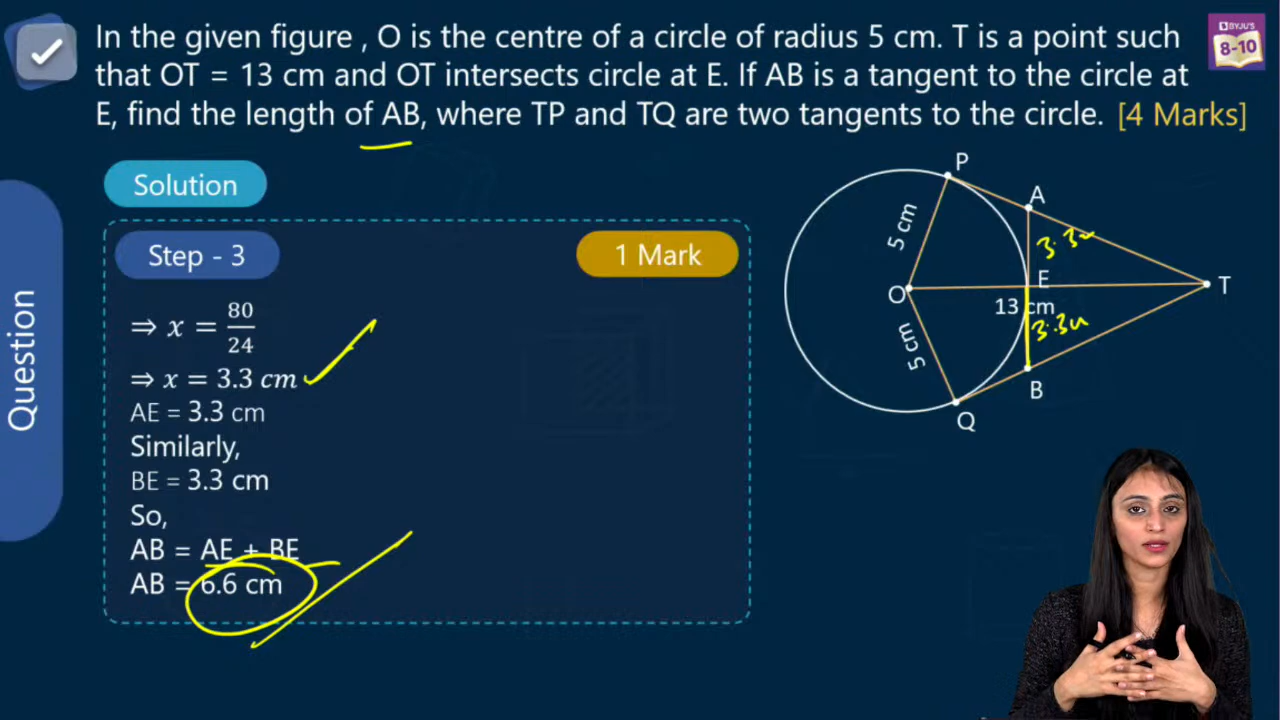 In the given figure , O is the centre of a circle of radius 5 cm. T is a point such
that OT = 13 cm and OT intersects circle at E. If AB is a tangent to the circle at
E, find the length of AB, where TP and TQ are two tangents to the circle. [4 Marks]
BYJU'S
8-10
Question
Solution
Step - 3
1 Mark
⇒ x = 80/24
⇒ x = 3.3 cm
AE = 3.3 cm
Similarly,
BE = 3.3 cm
So,
AB = AE + BE
AB = 6.6 cm
P
A
5 cm
3.3
E
O
T
13 cm
3.3
5 cm
B
Q